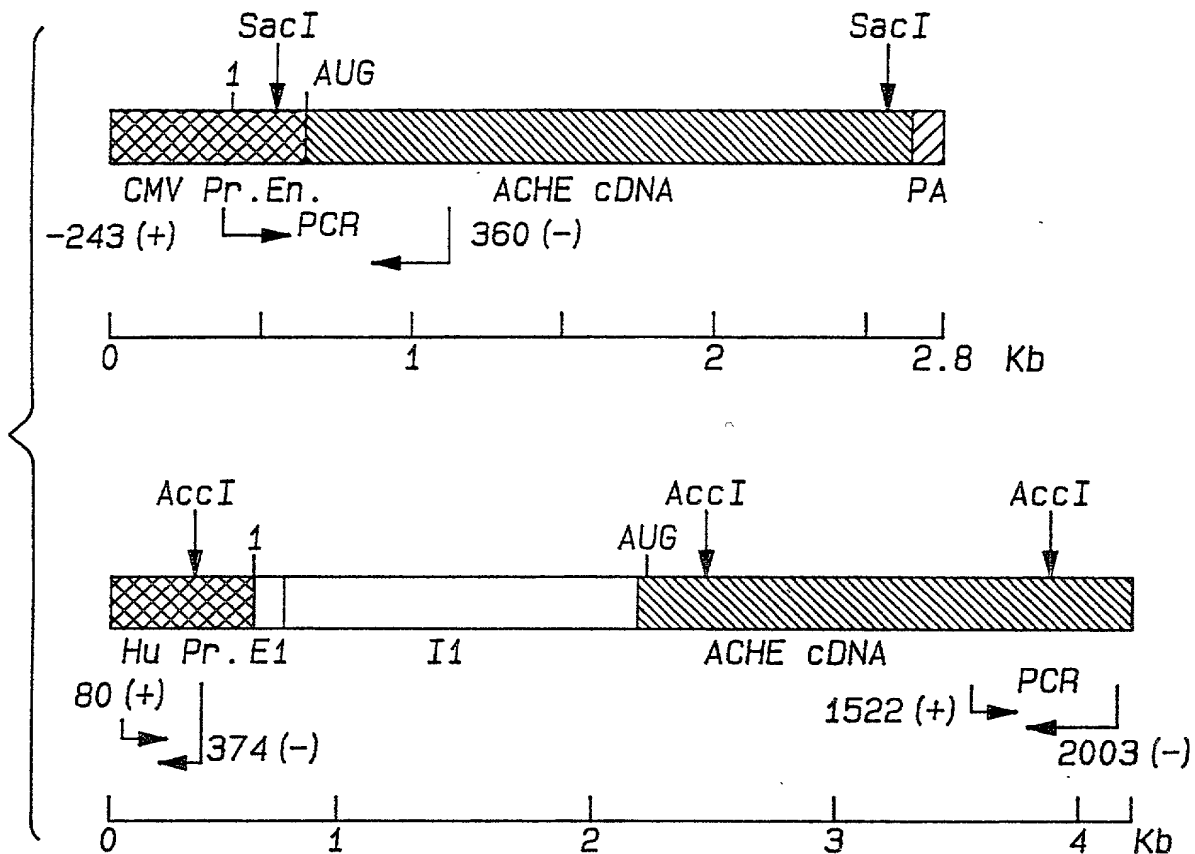 SacI SacI
1 AUG
CMV Pr.En. ACHE cDNA PA
-243 (+) PCR 360 (-)
0 1 2 2.8 Kb
AccI AccI AccI
1 AUG
Hu Pr. E1 I1 ACHE cDNA
80 (+) 374 (-) 1522 (+) PCR 2003 (-)
0 1 2 3 4 Kb